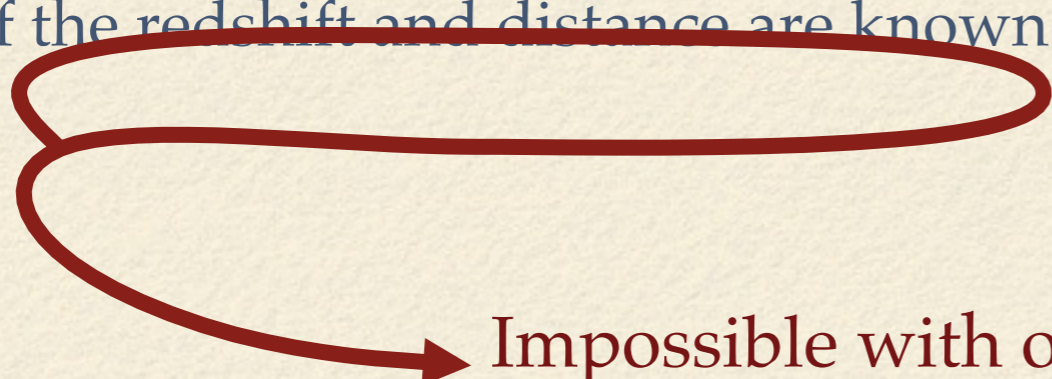 f the redshift and distance are known
Impossible with o